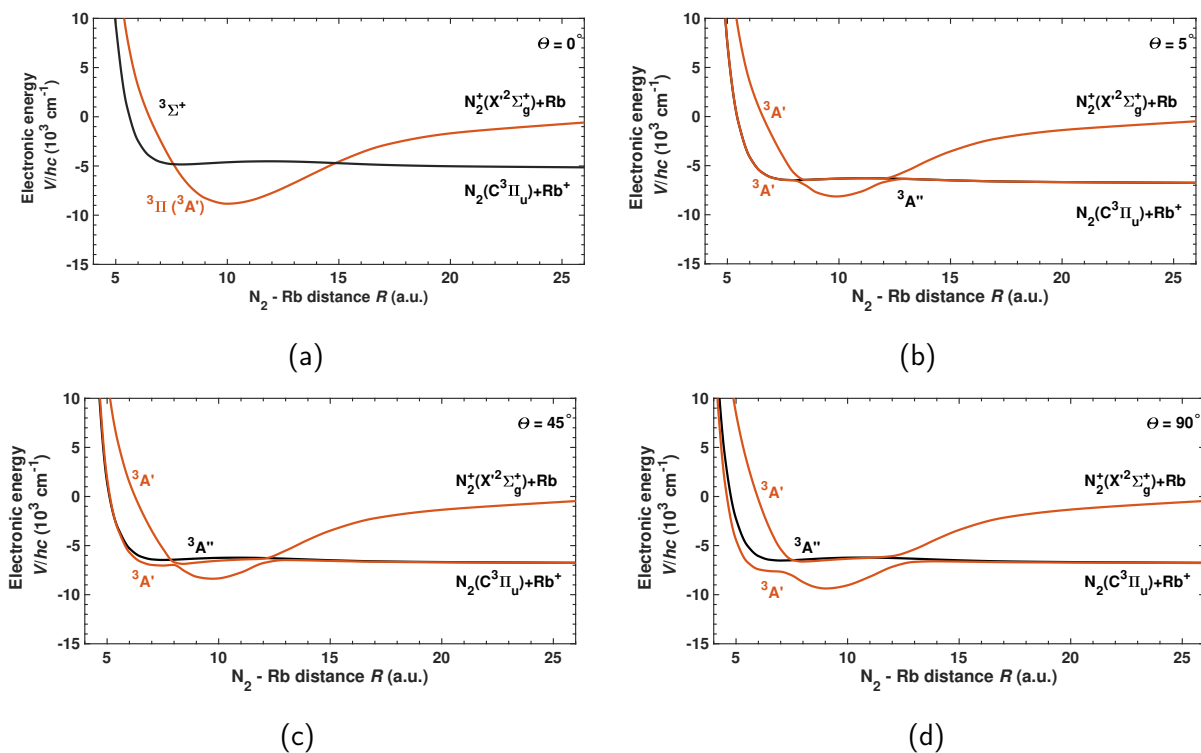 Θ = 0°
³Σ⁺
N₂⁺(X'²Σg⁺)+Rb
³Π (³A')
N₂(C³Πᵤ)+Rb⁺
Electronic energy
V/hc (10³ cm⁻¹)
10
5
0
-5
-10
-15
5 10 15 20 25
N₂ - Rb distance R (a.u.)
(a)
Θ = 5°
³A'
N₂⁺(X'²Σg⁺)+Rb
³A'
³A''
N₂(C³Πᵤ)+Rb⁺
Electronic energy
V/hc (10³ cm⁻¹)
10
5
0
-5
-10
-15
5 10 15 20 25
N₂ - Rb distance R (a.u.)
(b)
Θ = 45°
³A'
N₂⁺(X'²Σg⁺)+Rb
³A''
³A'
N₂(C³Πᵤ)+Rb⁺
Electronic energy
V/hc (10³ cm⁻¹)
10
5
0
-5
-10
-15
5 10 15 20 25
N₂ - Rb distance R (a.u.)
(c)
Θ = 90°
³A'
N₂⁺(X'²Σg⁺)+Rb
³A''
³A'
N₂(C³Πᵤ)+Rb⁺
Electronic energy
V/hc (10³ cm⁻¹)
10
5
0
-5
-10
-15
5 10 15 20 25
N₂ - Rb distance R (a.u.)
(d)